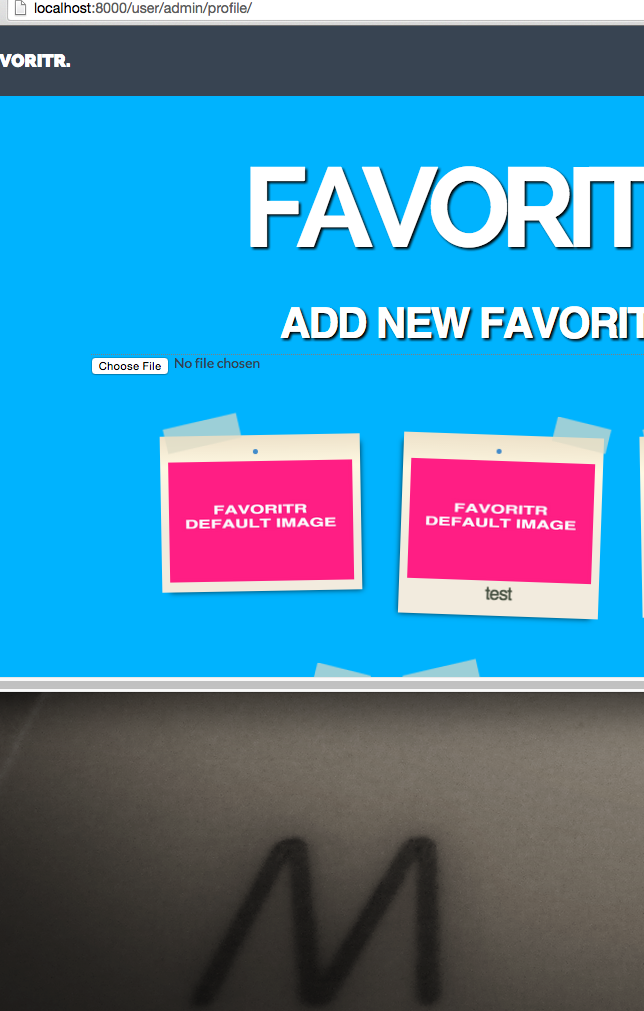 localhost:8000/user/admin/profile/
VORITR.
FAVORIT
ADD NEW FAVORIT
Choose File No file chosen
FAVORITR
DEFAULT IMAGE
FAVORITR
DEFAULT IMAGE
test
M